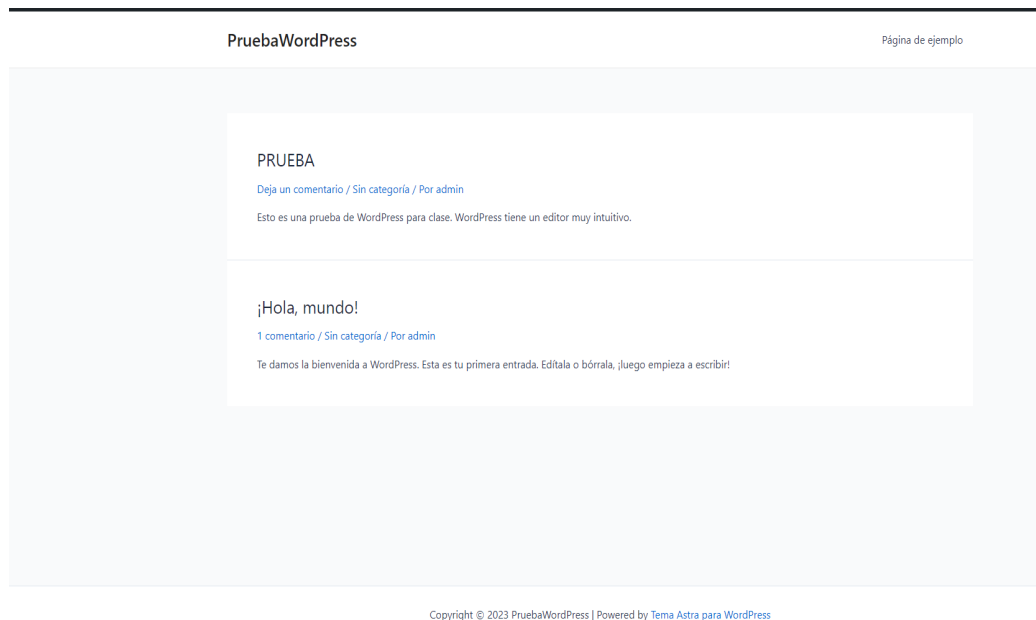 PruebaWordPress
Página de ejemplo
PRUEBA
Deja un comentario / Sin categoría / Por admin
Esto es una prueba de WordPress para clase. WordPress tiene un editor muy intuitivo.
¡Hola, mundo!
1 comentario / Sin categoría / Por admin
Te damos la bienvenida a WordPress. Esta es tu primera entrada. Edítala o bórrala, ¡luego empieza a escribir!
Copyright © 2023 PruebaWordPress | Powered by Tema Astra para WordPress